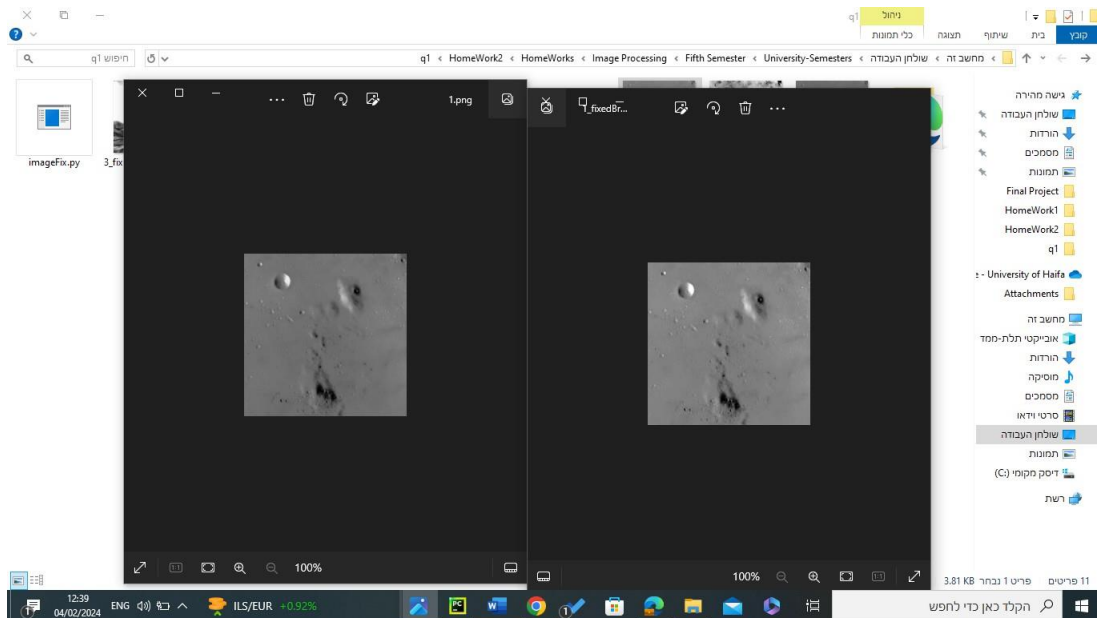 ניהול
q1
קובץ
בית
שיתוף
תצוגה
כלי תמונות
מחשב זה › שולחן העבודה › University-Semesters › Fifth Semester › Image Processing › HomeWorks › HomeWork2 › q1
חיפוש q1
1.png
1_fixedBr...
imageFix.py
3_fix
גישה מהירה
שולחן העבודה
הורדות
מסמכים
תמונות
Final Project
HomeWork1
HomeWork2
q1
e - University of Haifa
Attachments
מחשב זה
אובייקטי תלת-ממד
הורדות
מוסיקה
מסמכים
סרטי וידאו
שולחן העבודה
תמונות
דיסק מקומי (C:)
רשת
100%
100%
11 פריטים
פריט 1 נבחר 3.81 KB
הקלד כאן כדי לחפש
ILS/EUR +0.92%
ENG
12:39
04/02/2024